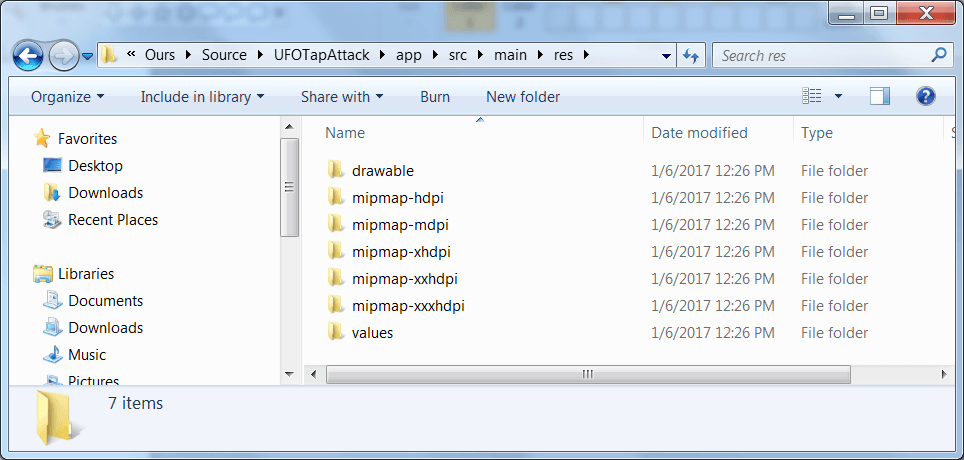 « Ours Source UFOTapAttack app src main res
Search res
Organize Include in library Share with Burn New folder
Favorites
Desktop
Downloads
Recent Places
Libraries
Documents
Downloads
Music
Pictures
Name Date modified Type
drawable 1/6/2017 12:26 PM File folder
mipmap-hdpi 1/6/2017 12:26 PM File folder
mipmap-mdpi 1/6/2017 12:26 PM File folder
mipmap-xhdpi 1/6/2017 12:26 PM File folder
mipmap-xxhdpi 1/6/2017 12:26 PM File folder
mipmap-xxxhdpi 1/6/2017 12:26 PM File folder
values 1/6/2017 12:26 PM File folder
7 items